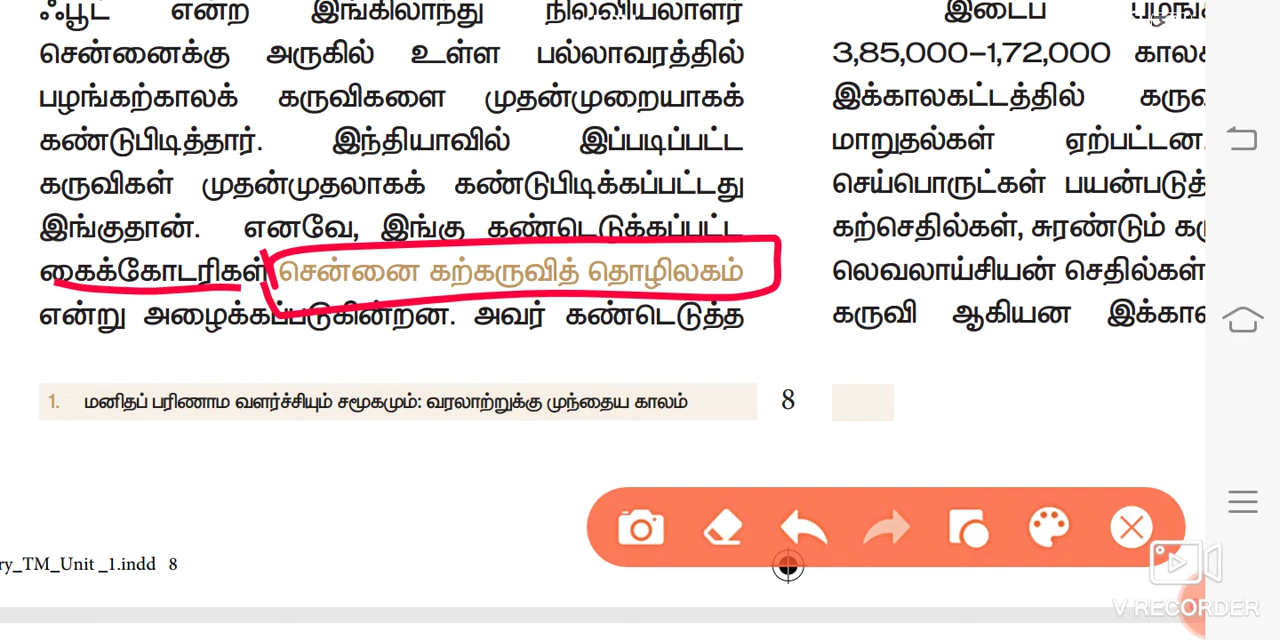 ஃபூட் என்ற இங்கிலாந்து நிலவியலாளர்
சென்னைக்கு அருகில் உள்ள பல்லாவரத்தில்
பழங்கற்காலக் கருவிகளை முதன்முறையாகக்
கண்டுபிடித்தார். இந்தியாவில் இப்படிப்பட்ட
கருவிகள் முதன்முதலாகக் கண்டுபிடிக்கப்பட்டது
இங்குதான். எனவே, இங்கு கண்டெடுக்கப்பட்ட
கைக்கோடரிகள் சென்னை கற்கருவித் தொழிலகம்
என்று அழைக்கப்படுகின்றன. அவர் கண்டெடுத்த
1. மனிதப் பரிணாம வளர்ச்சியும் சமூகமும்: வரலாற்றுக்கு முந்தைய காலம் 8
ry_TM_Unit _1.indd 8
இடைப்
3,85,000–1,72,000
இக்காலகட்டத்தில்
மாறுதல்கள் ஏற்பட்டன.
செய்பொருட்கள்
கற்செதில்கள், சுரண்டும்
லெவலாய்சியன் செதில்கள்
கருவி ஆகியன
V RECORDER